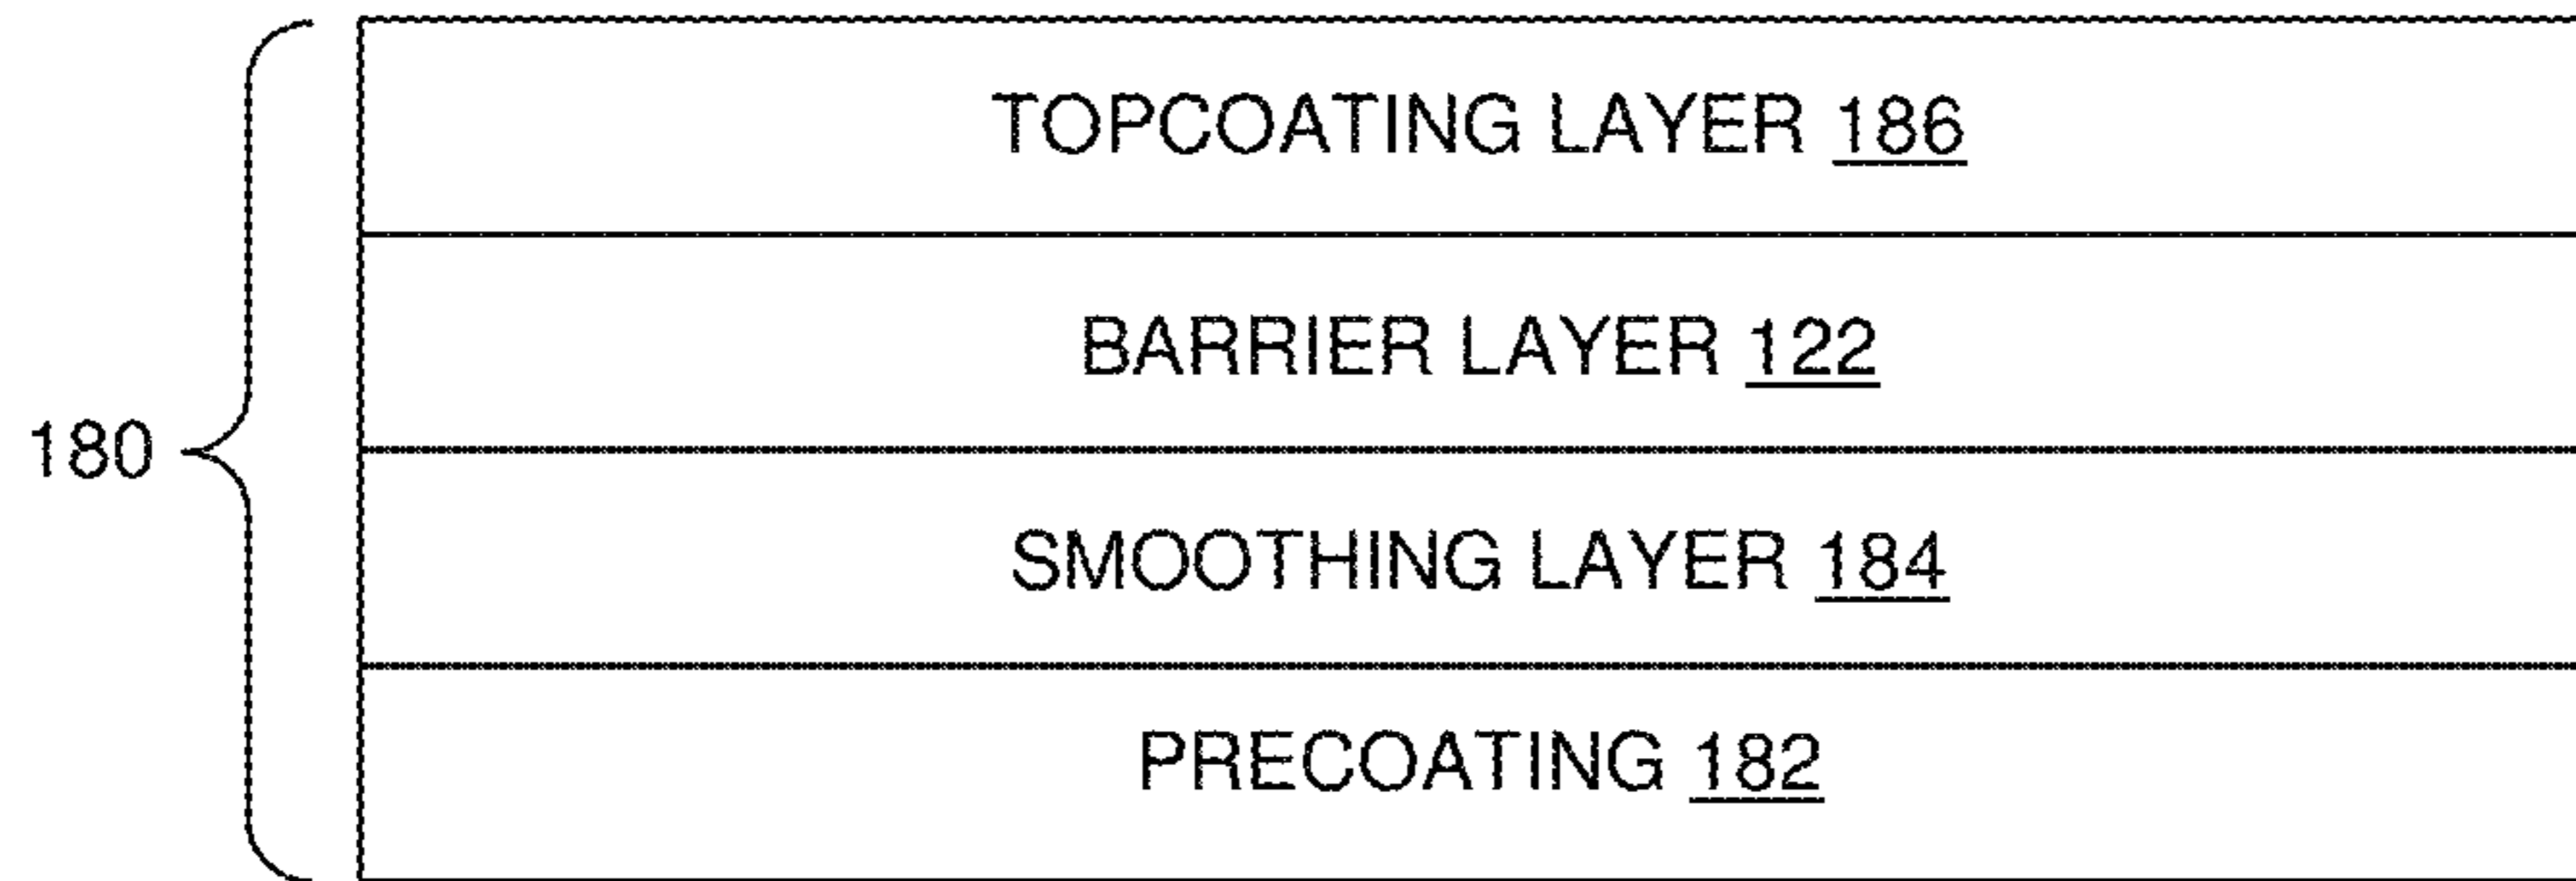 TOPCOATING LAYER 186
BARRIER LAYER 122
180
SMOOTHING LAYER 184
PRECOATING 182